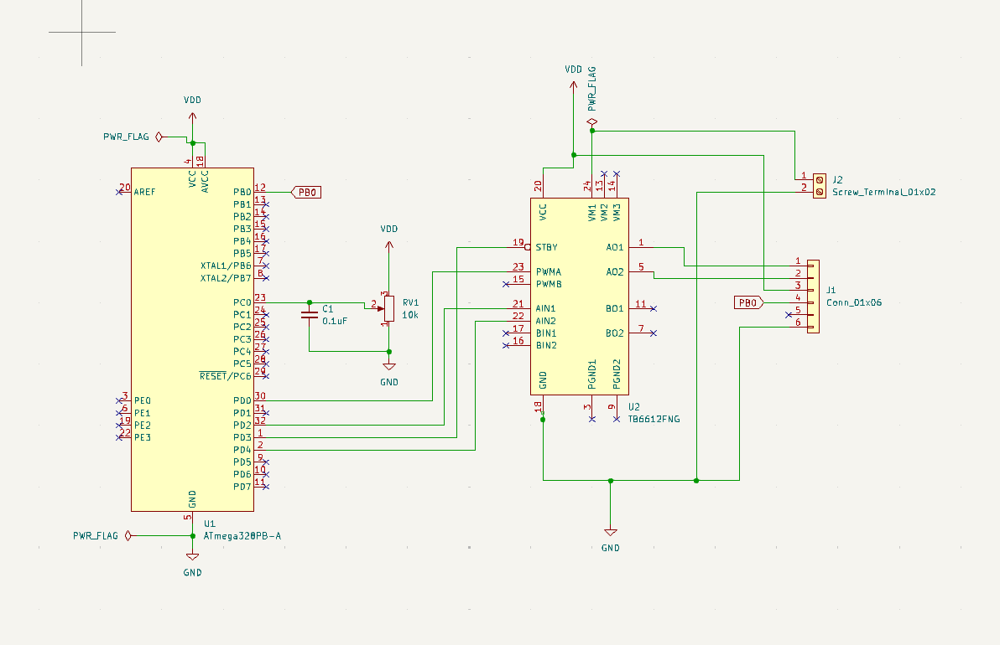 VDD
PWR_FLAG
4
18
VCC
AVCC
20
AREF
PB0
12
PB0
PB1
13
PB2
14
PB3
15
PB4
16
PB5
17
XTAL1/PB6
7
XTAL2/PB7
8
PC0
23
PC1
24
PC2
25
PC3
26
PC4
27
PC5
28
RESET/PC6
29
3
PE0
6
PE1
19
PE2
22
PE3
PD0
30
PD1
31
PD2
32
PD3
1
PD4
2
PD5
9
PD6
10
PD7
11
GND
5
U1
ATmega328PB-A
PWR_FLAG
GND
VDD
C1
0.1uF
2
3
1
RV1
10k
GND
VDD
PWR_FLAG
20
24
13
14
VCC
VM1
VM2
VM3
19
STBY
23
PWMA
15
PWMB
21
AIN1
22
AIN2
17
BIN1
16
BIN2
AO1
1
AO2
5
BO1
11
BO2
7
GND
PGND1
PGND2
18
3
9
U2
TB6612FNG
GND
1
2
J2
Screw_Terminal_01x02
1
2
3
4
5
6
PB0
J1
Conn_01x06